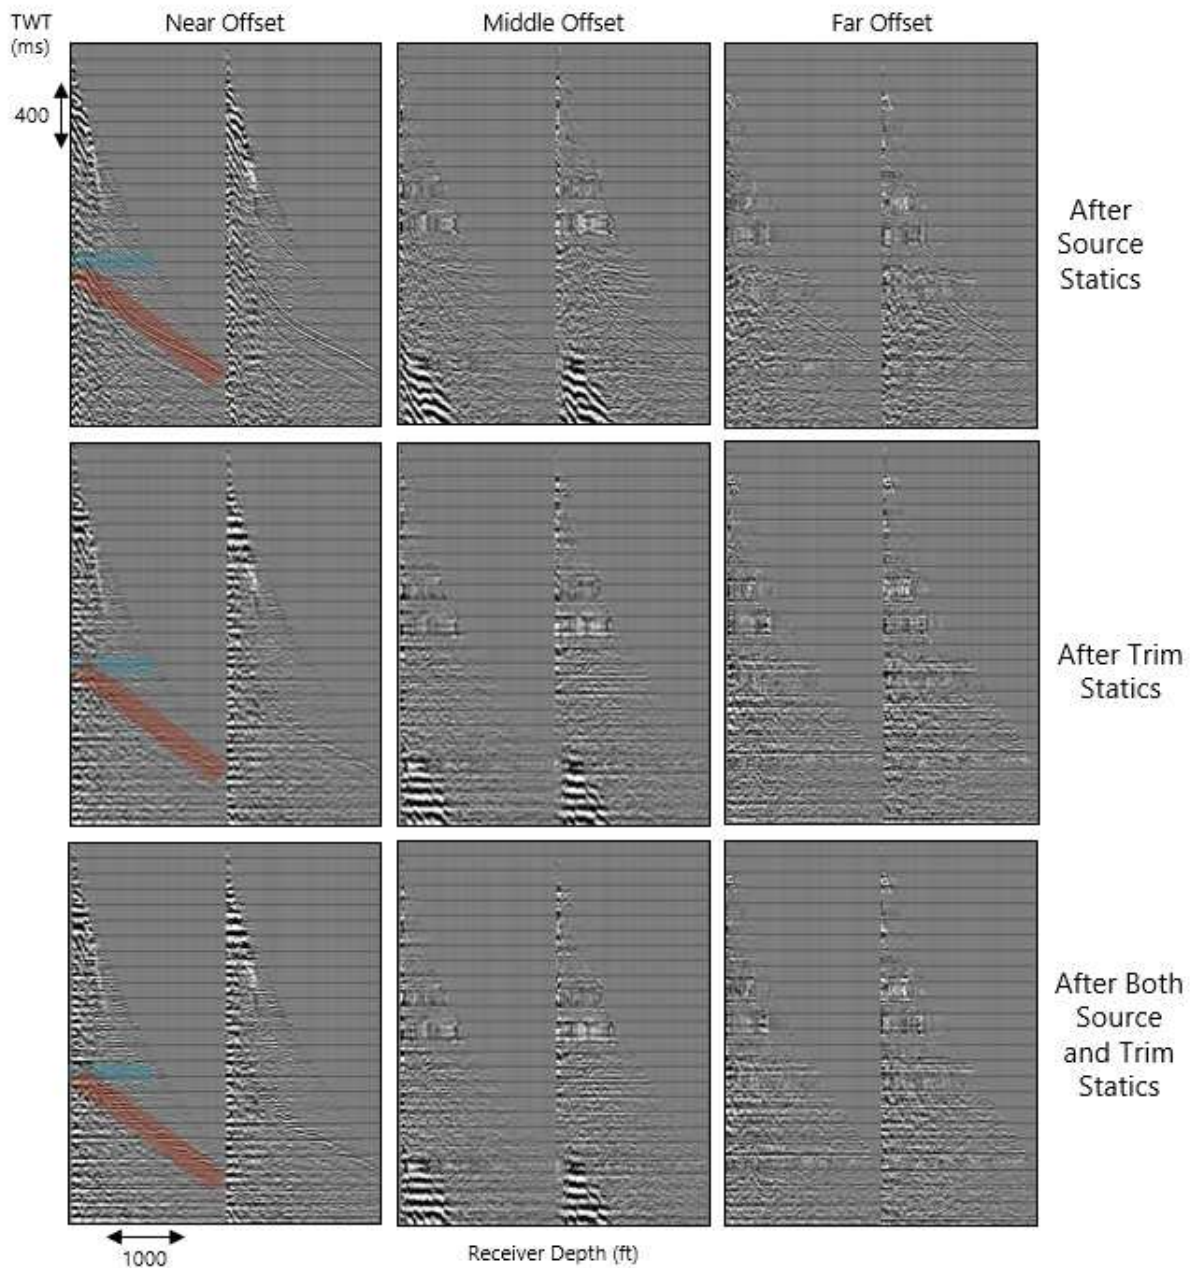 TWT
(ms)
Near Offset
Middle Offset
Far Offset
400
After
Source
Statics
After Trim
Statics
After Both
Source
and Trim
Statics
1000
Receiver Depth (ft)